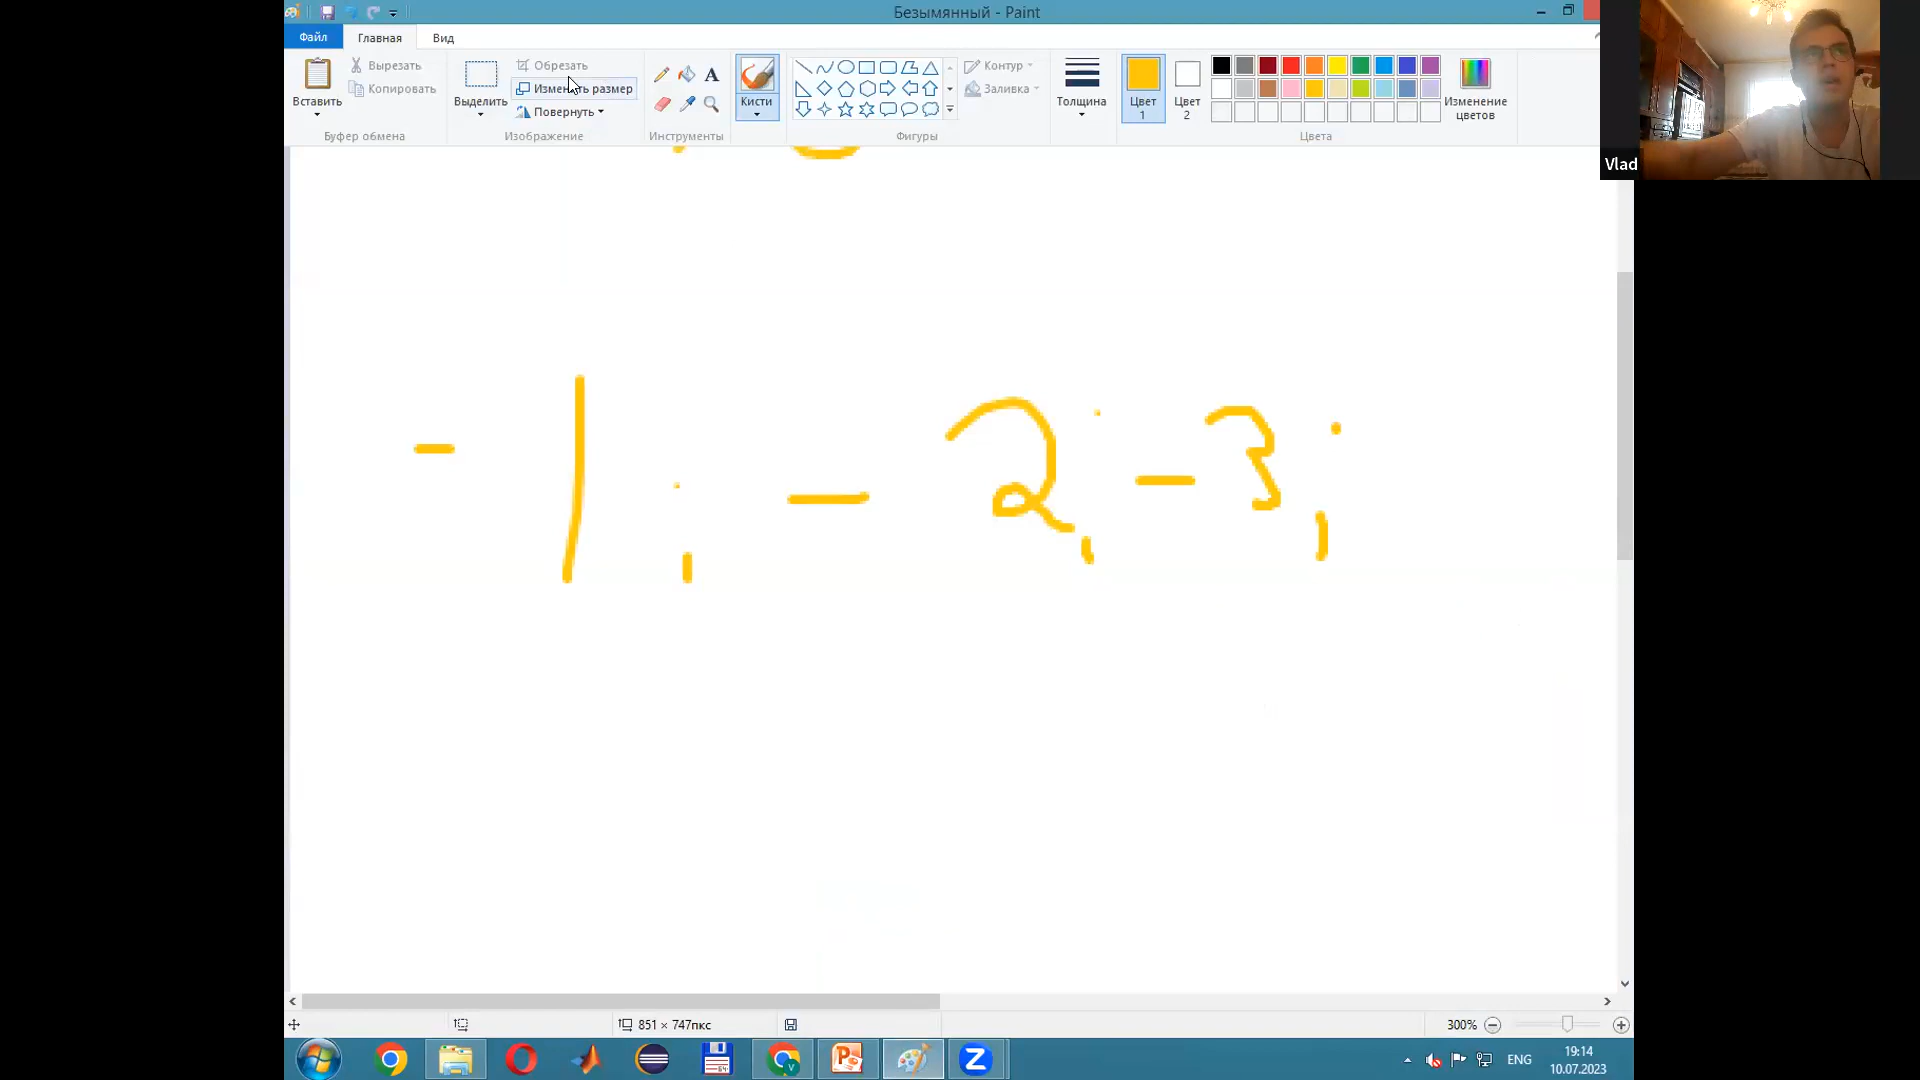 Безымянный - Paint
Файл Главная Вид
Вставить
Вырезать
Копировать
Буфер обмена
Выделить
Обрезать
Изменить размер
Повернуть
Изображение
A
Инструменты
Кисти
Контур
Заливка
Фигуры
Толщина
Цвет
1
Цвет
2
Изменение
цветов
Цвета
Vlad
- 1 ; - 2 ; - 3 ;
851 × 747пкс
300%
ENG
19:14
10.07.2023